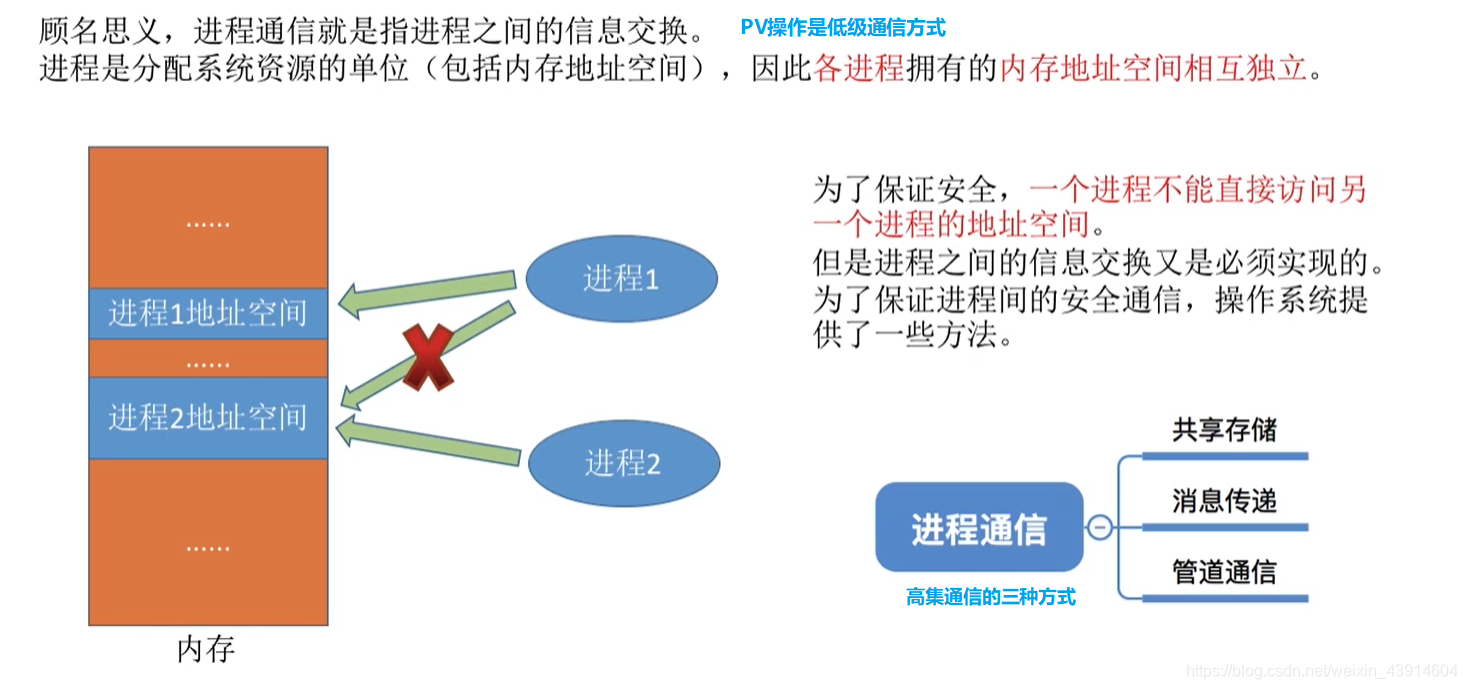 顾名思义，进程通信就是指进程之间的信息交换。 PV操作是低级通信方式
进程是分配系统资源的单位（包括内存地址空间），因此各进程拥有的内存地址空间相互独立。
......
进程1地址空间
......
进程2地址空间
......
内存
进程1
进程2
为了保证安全，一个进程不能直接访问另
一个进程的地址空间。
但是进程之间的信息交换又是必须实现的。
为了保证进程间的安全通信，操作系统提
供了一些方法。
进程通信
高集通信的三种方式
共享存储
消息传递
管道通信
https://blog.csdn.net/weixin_43914604